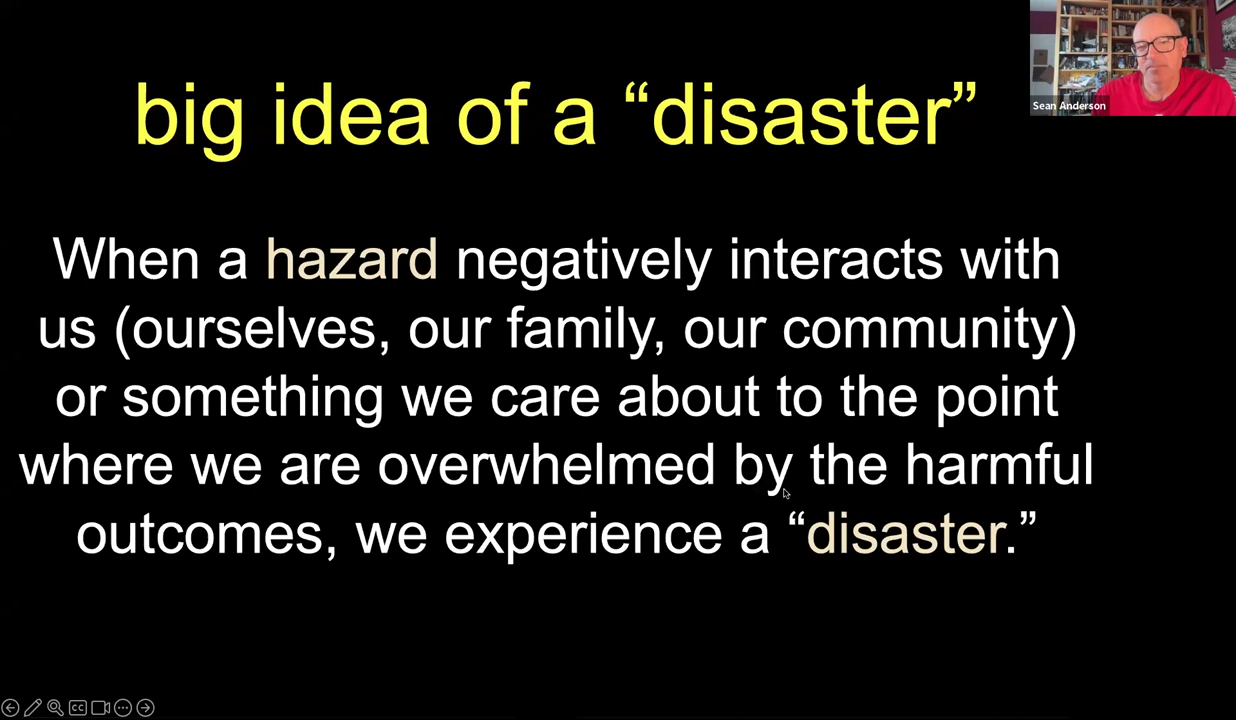 big idea of a “disaster”
Sean Anderson
When a hazard negatively interacts with
us (ourselves, our family, our community)
or something we care about to the point
where we are overwhelmed by the harmful
outcomes, we experience a “disaster.”
CC